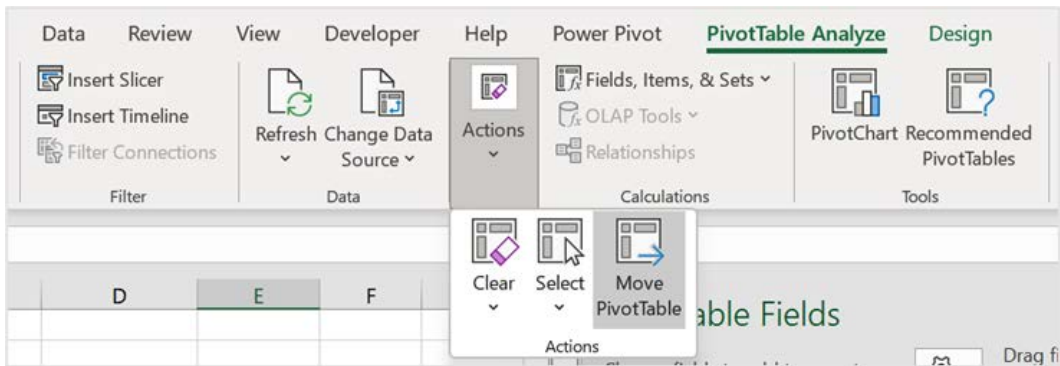 Data Review View Developer Help Power Pivot PivotTable Analyze Design
Insert Slicer
Insert Timeline
Filter Connections
Filter
Refresh
Change Data
Source
Data
Actions
Fields, Items, & Sets
OLAP Tools
Relationships
Calculations
PivotChart
Recommended
PivotTables
Tools
Clear
Select
Move
PivotTable
Actions
D E F
able Fields
Drag fi